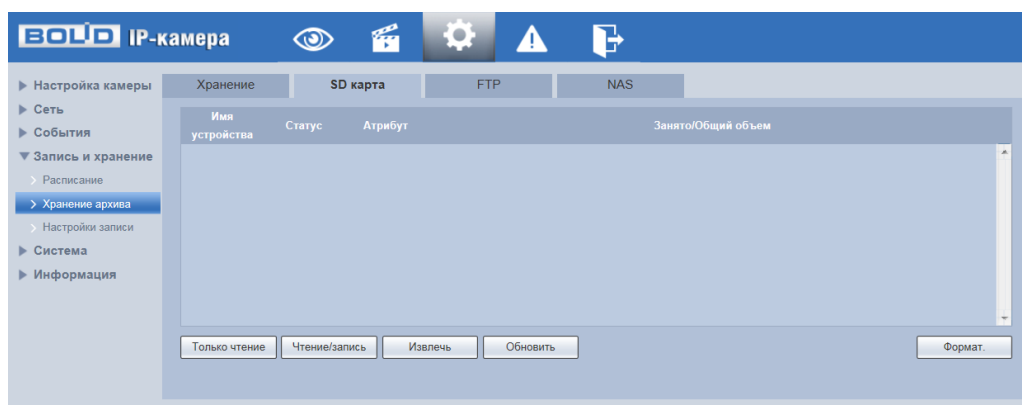 BOLID IP-камера
Настройка камеры
Сеть
События
Запись и хранение
Расписание
Хранение архива
Настройки записи
Система
Информация
Хранение SD карта FTP NAS
Имя
устройства Статус Атрибут Занято/Общий объем
Только чтение Чтение/запись Извлечь Обновить Формат.